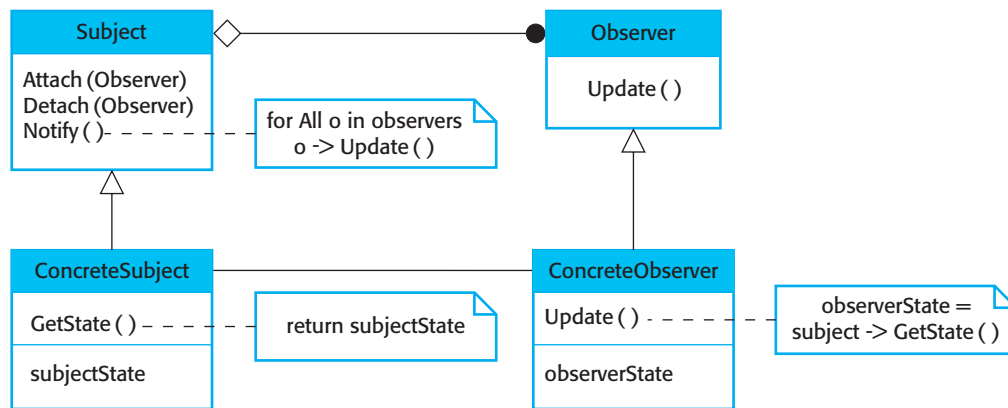 Subject
Attach (Observer)
Detach (Observer)
Notify ( )
for All o in observers
o -> Update ( )
Observer
Update ( )
ConcreteSubject
GetState ( )
subjectState
return subjectState
ConcreteObserver
Update ( )
observerState
observerState =
subject -> GetState ( )